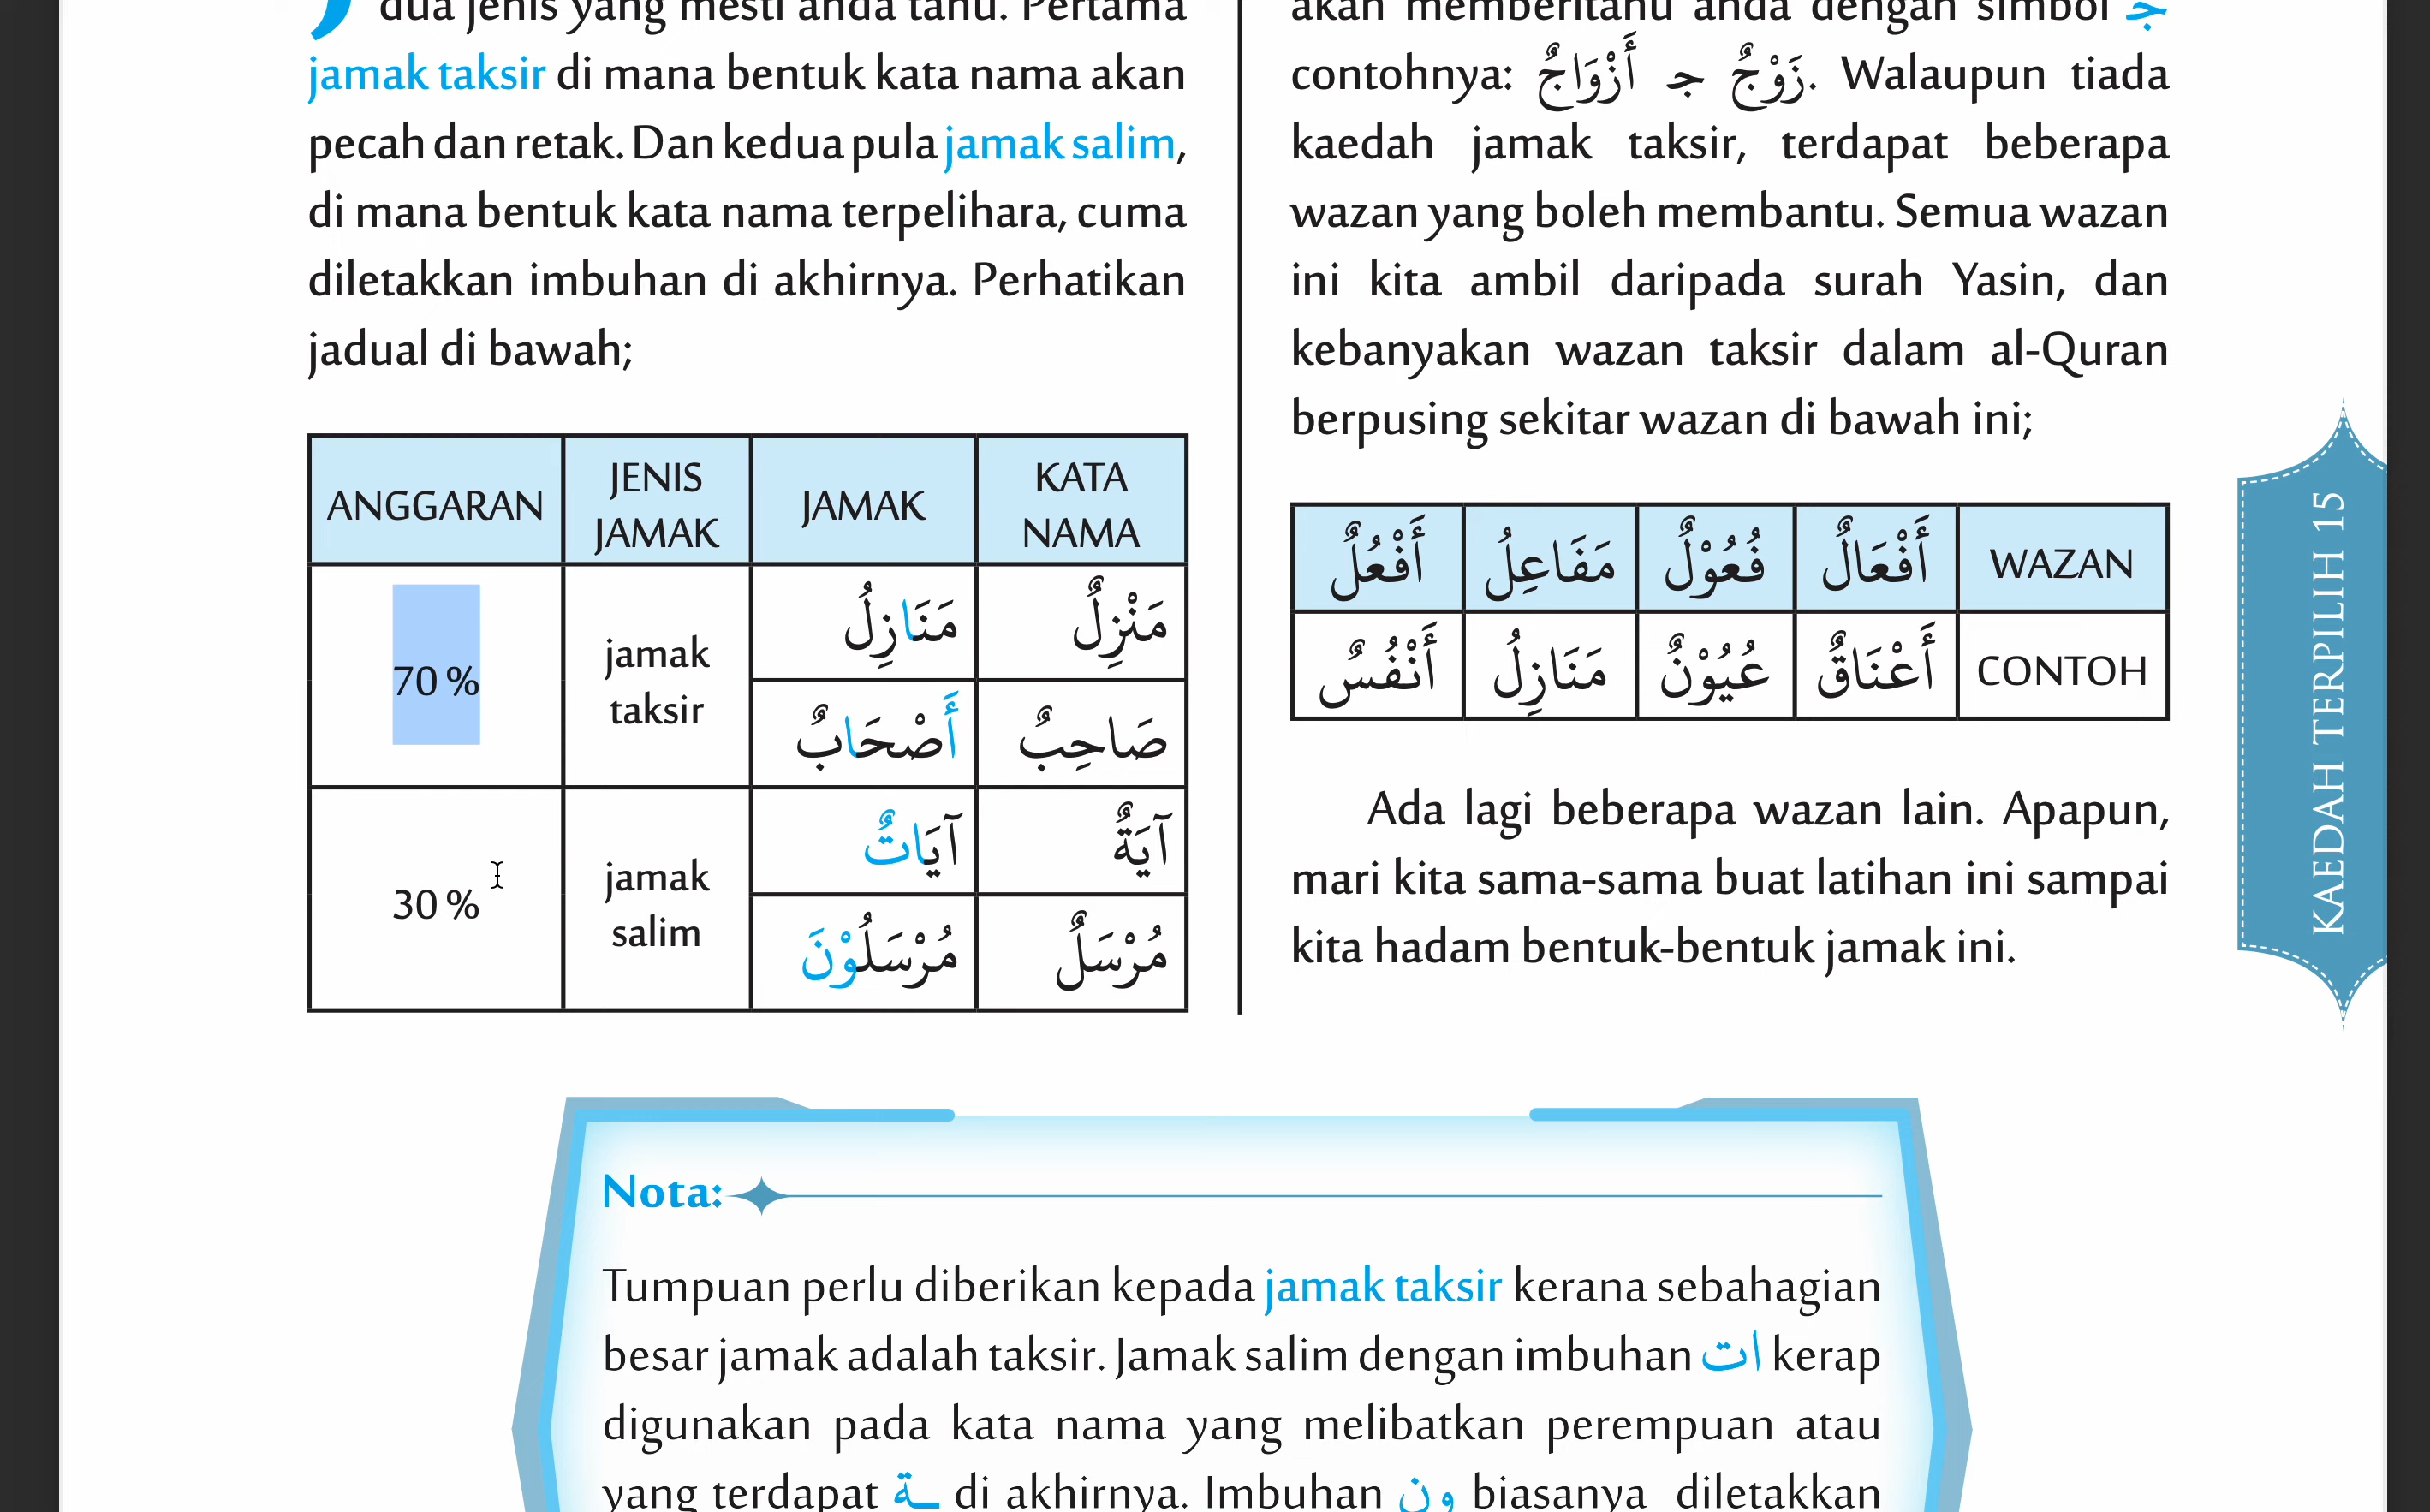 dua jenis yang mesti anda tahu. Pertama
jamak taksir di mana bentuk kata nama akan
pecah dan retak. Dan kedua pula jamak salim,
di mana bentuk kata nama terpelihara, cuma
diletakkan imbuhan di akhirnya. Perhatikan
jadual di bawah;
ANGGARAN JENIS JAMAK JAMAK KATA NAMA
70 % jamak taksir مَنَازِلُ مَنْزِلٌ
أَصْحَابٌ صَاحِبٌ
30 % jamak salim آيَاتٌ آيَةٌ
مُرْسَلُوْنَ مُرْسَلٌ
akan memberitahu anda dengan simbol جـ
contohnya: زَوْجٌ جـ أَزْوَاجٌ. Walaupun tiada
kaedah jamak taksir, terdapat beberapa
wazan yang boleh membantu. Semua wazan
ini kita ambil daripada surah Yasin, dan
kebanyakan wazan taksir dalam al-Quran
berpusing sekitar wazan di bawah ini;
أَفْعُلٌ مَفَاعِلُ فُعُوْلٌ أَفْعَالٌ WAZAN
أَنْفُسٌ مَنَازِلُ عُيُوْنٌ أَعْنَاقٌ CONTOH
Ada lagi beberapa wazan lain. Apapun,
mari kita sama-sama buat latihan ini sampai
kita hadam bentuk-bentuk jamak ini.
KAEDAH TERPILIH 15
Nota:
Tumpuan perlu diberikan kepada jamak taksir kerana sebahagian
besar jamak adalah taksir. Jamak salim dengan imbuhan ات kerap
digunakan pada kata nama yang melibatkan perempuan atau
yang terdapat ـة di akhirnya. Imbuhan ون biasanya diletakkan